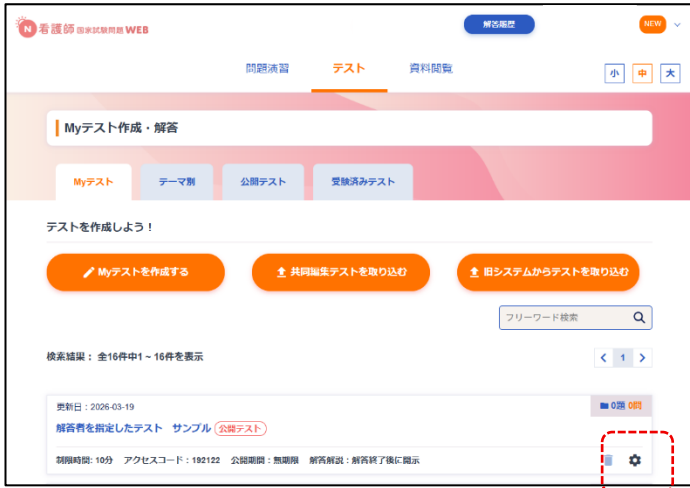 N 看護師 国家試験問題 WEB
解答履歴
NEW
問題演習 テスト 資料閲覧
小 中 大
Myテスト作成・解答
Myテスト テーマ別 公開テスト 受験済みテスト
テストを作成しよう！
Myテストを作成する 共同編集テストを取り込む 旧システムからテストを取り込む
フリーワード検索
検索結果： 全16件中1 ~ 16件を表示
1
更新日：2026-03-19
0題 0問
解答者を指定したテスト サンプル 公開テスト
制限時間: 10分 アクセスコード：192122 公開期間：無期限 解答解説：解答終了後に開示